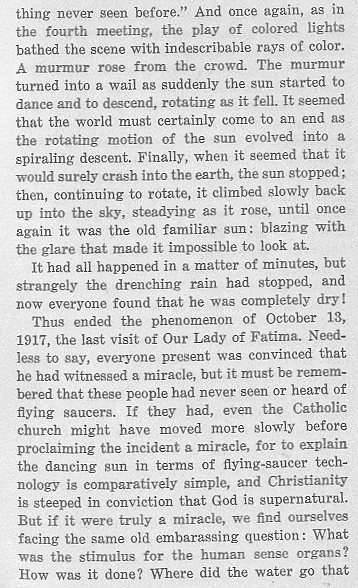 thing never seen before.” And once again, as in
the fourth meeting, the play of colored lights
bathed the scene with indescribable rays of color.
A murmur rose from the crowd. The murmur
turned into a wail as suddenly the sun started to
dance and to descend, rotating as it fell. It seemed
that the world must certainly come to an end as
the rotating motion of the sun evolved into a
spiraling descent. Finally, when it seemed that it
would surely crash into the earth, the sun stopped;
then, continuing to rotate, it climbed slowly back
up into the sky, steadying as it rose, until once
again it was the old familiar sun: blazing with
the glare that made it impossible to look at.
It had all happened in a matter of minutes, but
strangely the drenching rain had stopped, and
now everyone found that he was completely dry!
Thus ended the phenomenon of October 13,
1917, the last visit of Our Lady of Fatima. Need-
less to say, everyone present was convinced that
he had witnessed a miracle, but it must be remem-
bered that these people had never seen or heard of
flying saucers. If they had, even the Catholic
church might have moved more slowly before
proclaiming the incident a miracle, for to explain
the dancing sun in terms of flying-saucer tech-
nology is comparatively simple, and Christianity
is steeped in conviction that God is supernatural.
But if it were truly a miracle, we find ourselves
facing the same old embarassing question: What
was the stimulus for the human sense organs?
How was it done? Where did the water go that